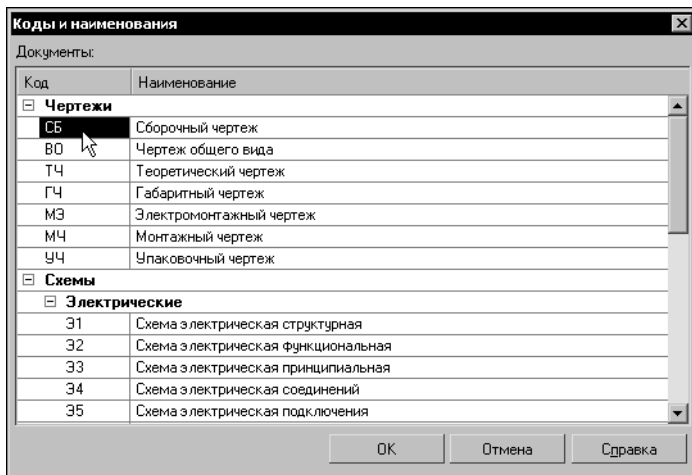 Коды и наименования
Документы:
Код Наименование
Чертежи
СБ Сборочный чертеж
ВО Чертеж общего вида
ТЧ Теоретический чертеж
ГЧ Габаритный чертеж
МЭ Электромонтажный чертеж
МЧ Монтажный чертеж
УЧ Упаковочный чертеж
Схемы
Электрические
Э1 Схема электрическая структурная
Э2 Схема электрическая функциональная
Э3 Схема электрическая принципиальная
Э4 Схема электрическая соединений
Э5 Схема электрическая подключения
OK Отмена Справка